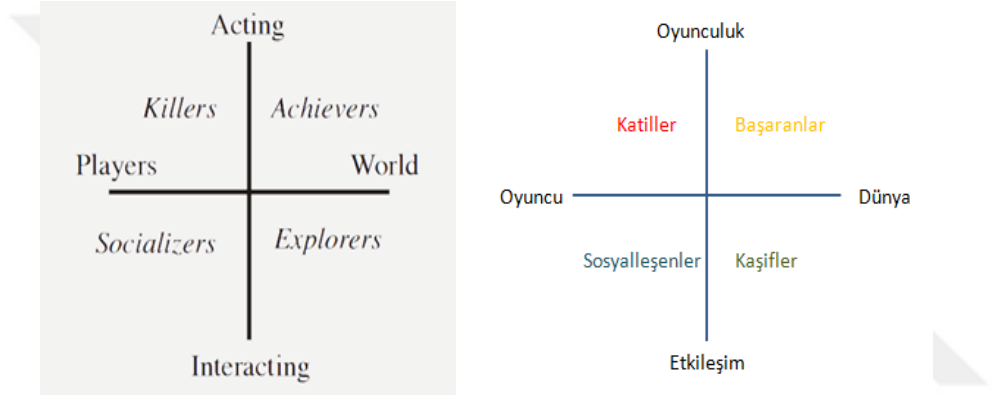 Acting
Killers Achievers
Players World
Socializers Explorers
Interacting
Oyunculuk
Katiller Başaranlar
Oyuncu Dünya
Sosyalleşenler Kaşifler
Etkileşim